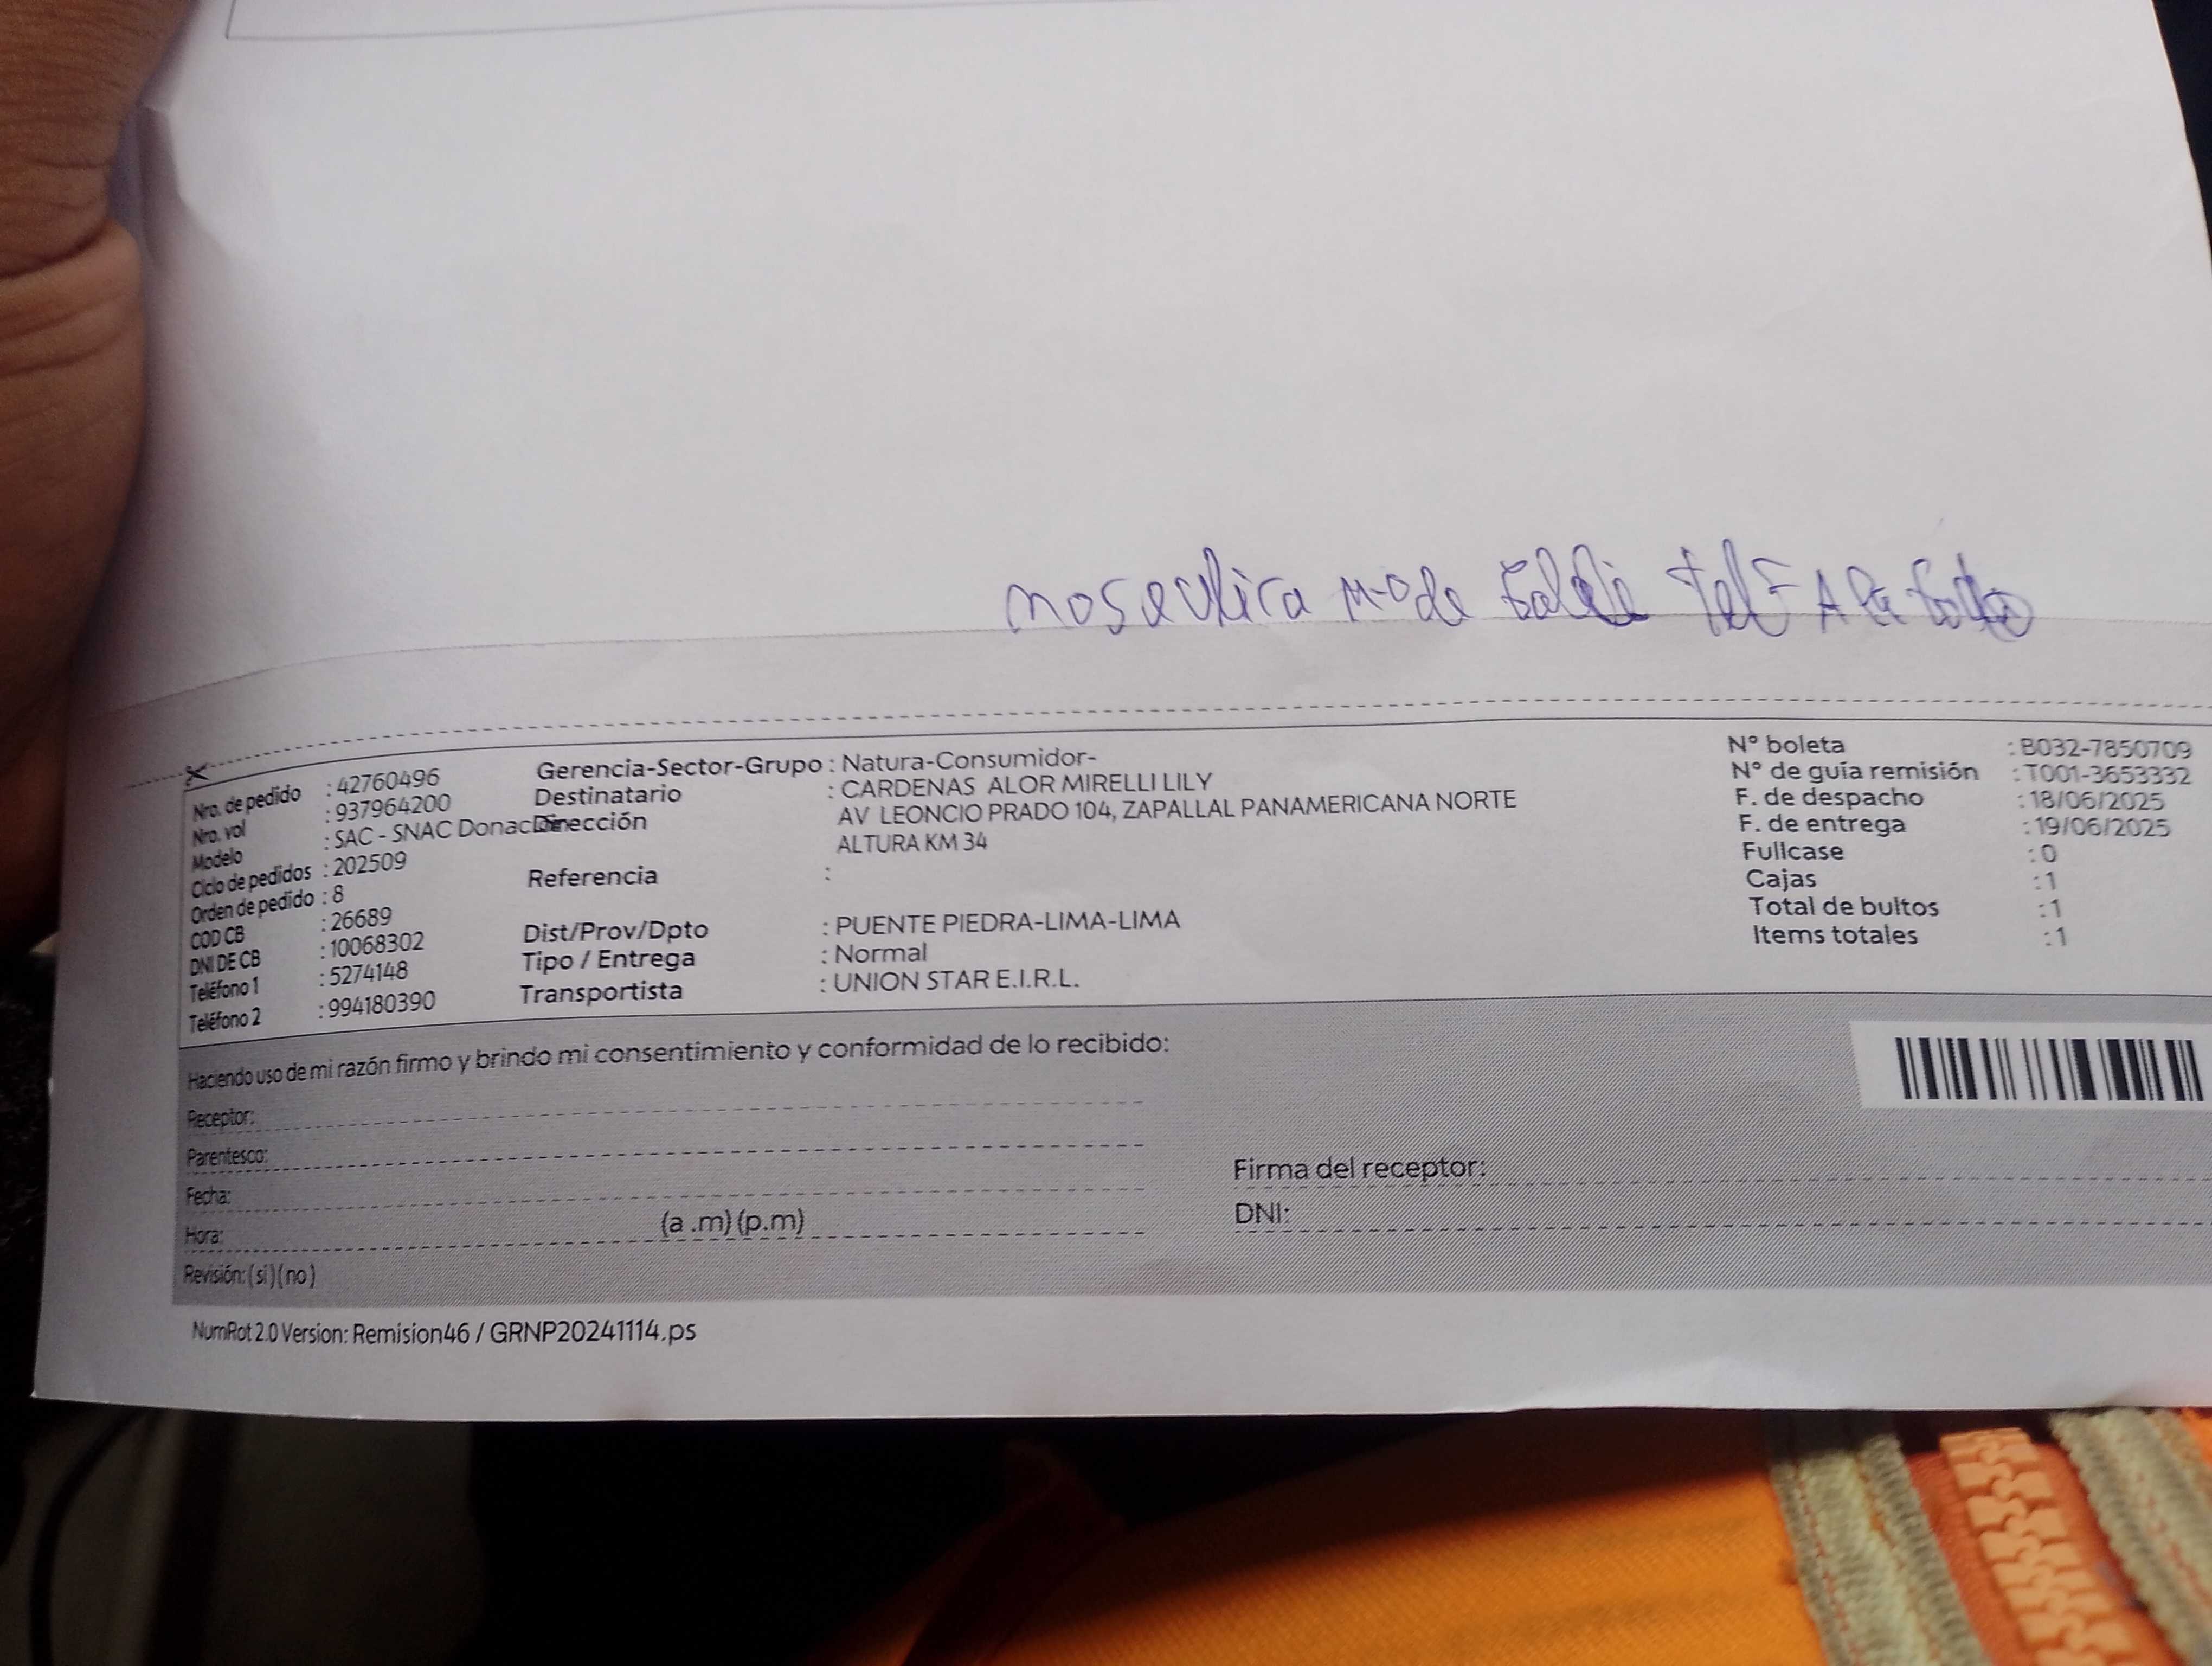 Nro. de pedido : 42760496
Nro. vol : 937964200
Modelo : SAC - SNAC Donac
Ciclo de pedidos : 202509
Orden de pedido : 8
COD CB : 26689
DNI DE CB : 10068302
Teléfono 1 : 5274148
Teléfono 2 : 994180390
Gerencia-Sector-Grupo : Natura-Consumidor-
Destinatario : CARDENAS ALOR MIRELLI LILY
Dirección AV LEONCIO PRADO 104, ZAPALLAL PANAMERICANA NORTE
ALTURA KM 34
Referencia :
Dist/Prov/Dpto : PUENTE PIEDRA-LIMA-LIMA
Tipo / Entrega : Normal
Transportista : UNION STAR E.I.R.L.
N° boleta : B032-7850709
N° de guía remisión : T001-3653332
F. de despacho : 18/06/2025
F. de entrega : 19/06/2025
Fullcase : 0
Cajas : 1
Total de bultos : 1
Items totales : 1
Haciendo uso de mi razón firmo y brindo mi consentimiento y conformidad de lo recibido:
Receptor:
Parentesco:
Fecha:
Hora: (a .m) (p.m)
Revisión: (si) (no)
Firma del receptor:
DNI:
NumRot 2.0 Version: Remision46 / GRNP20241114.ps